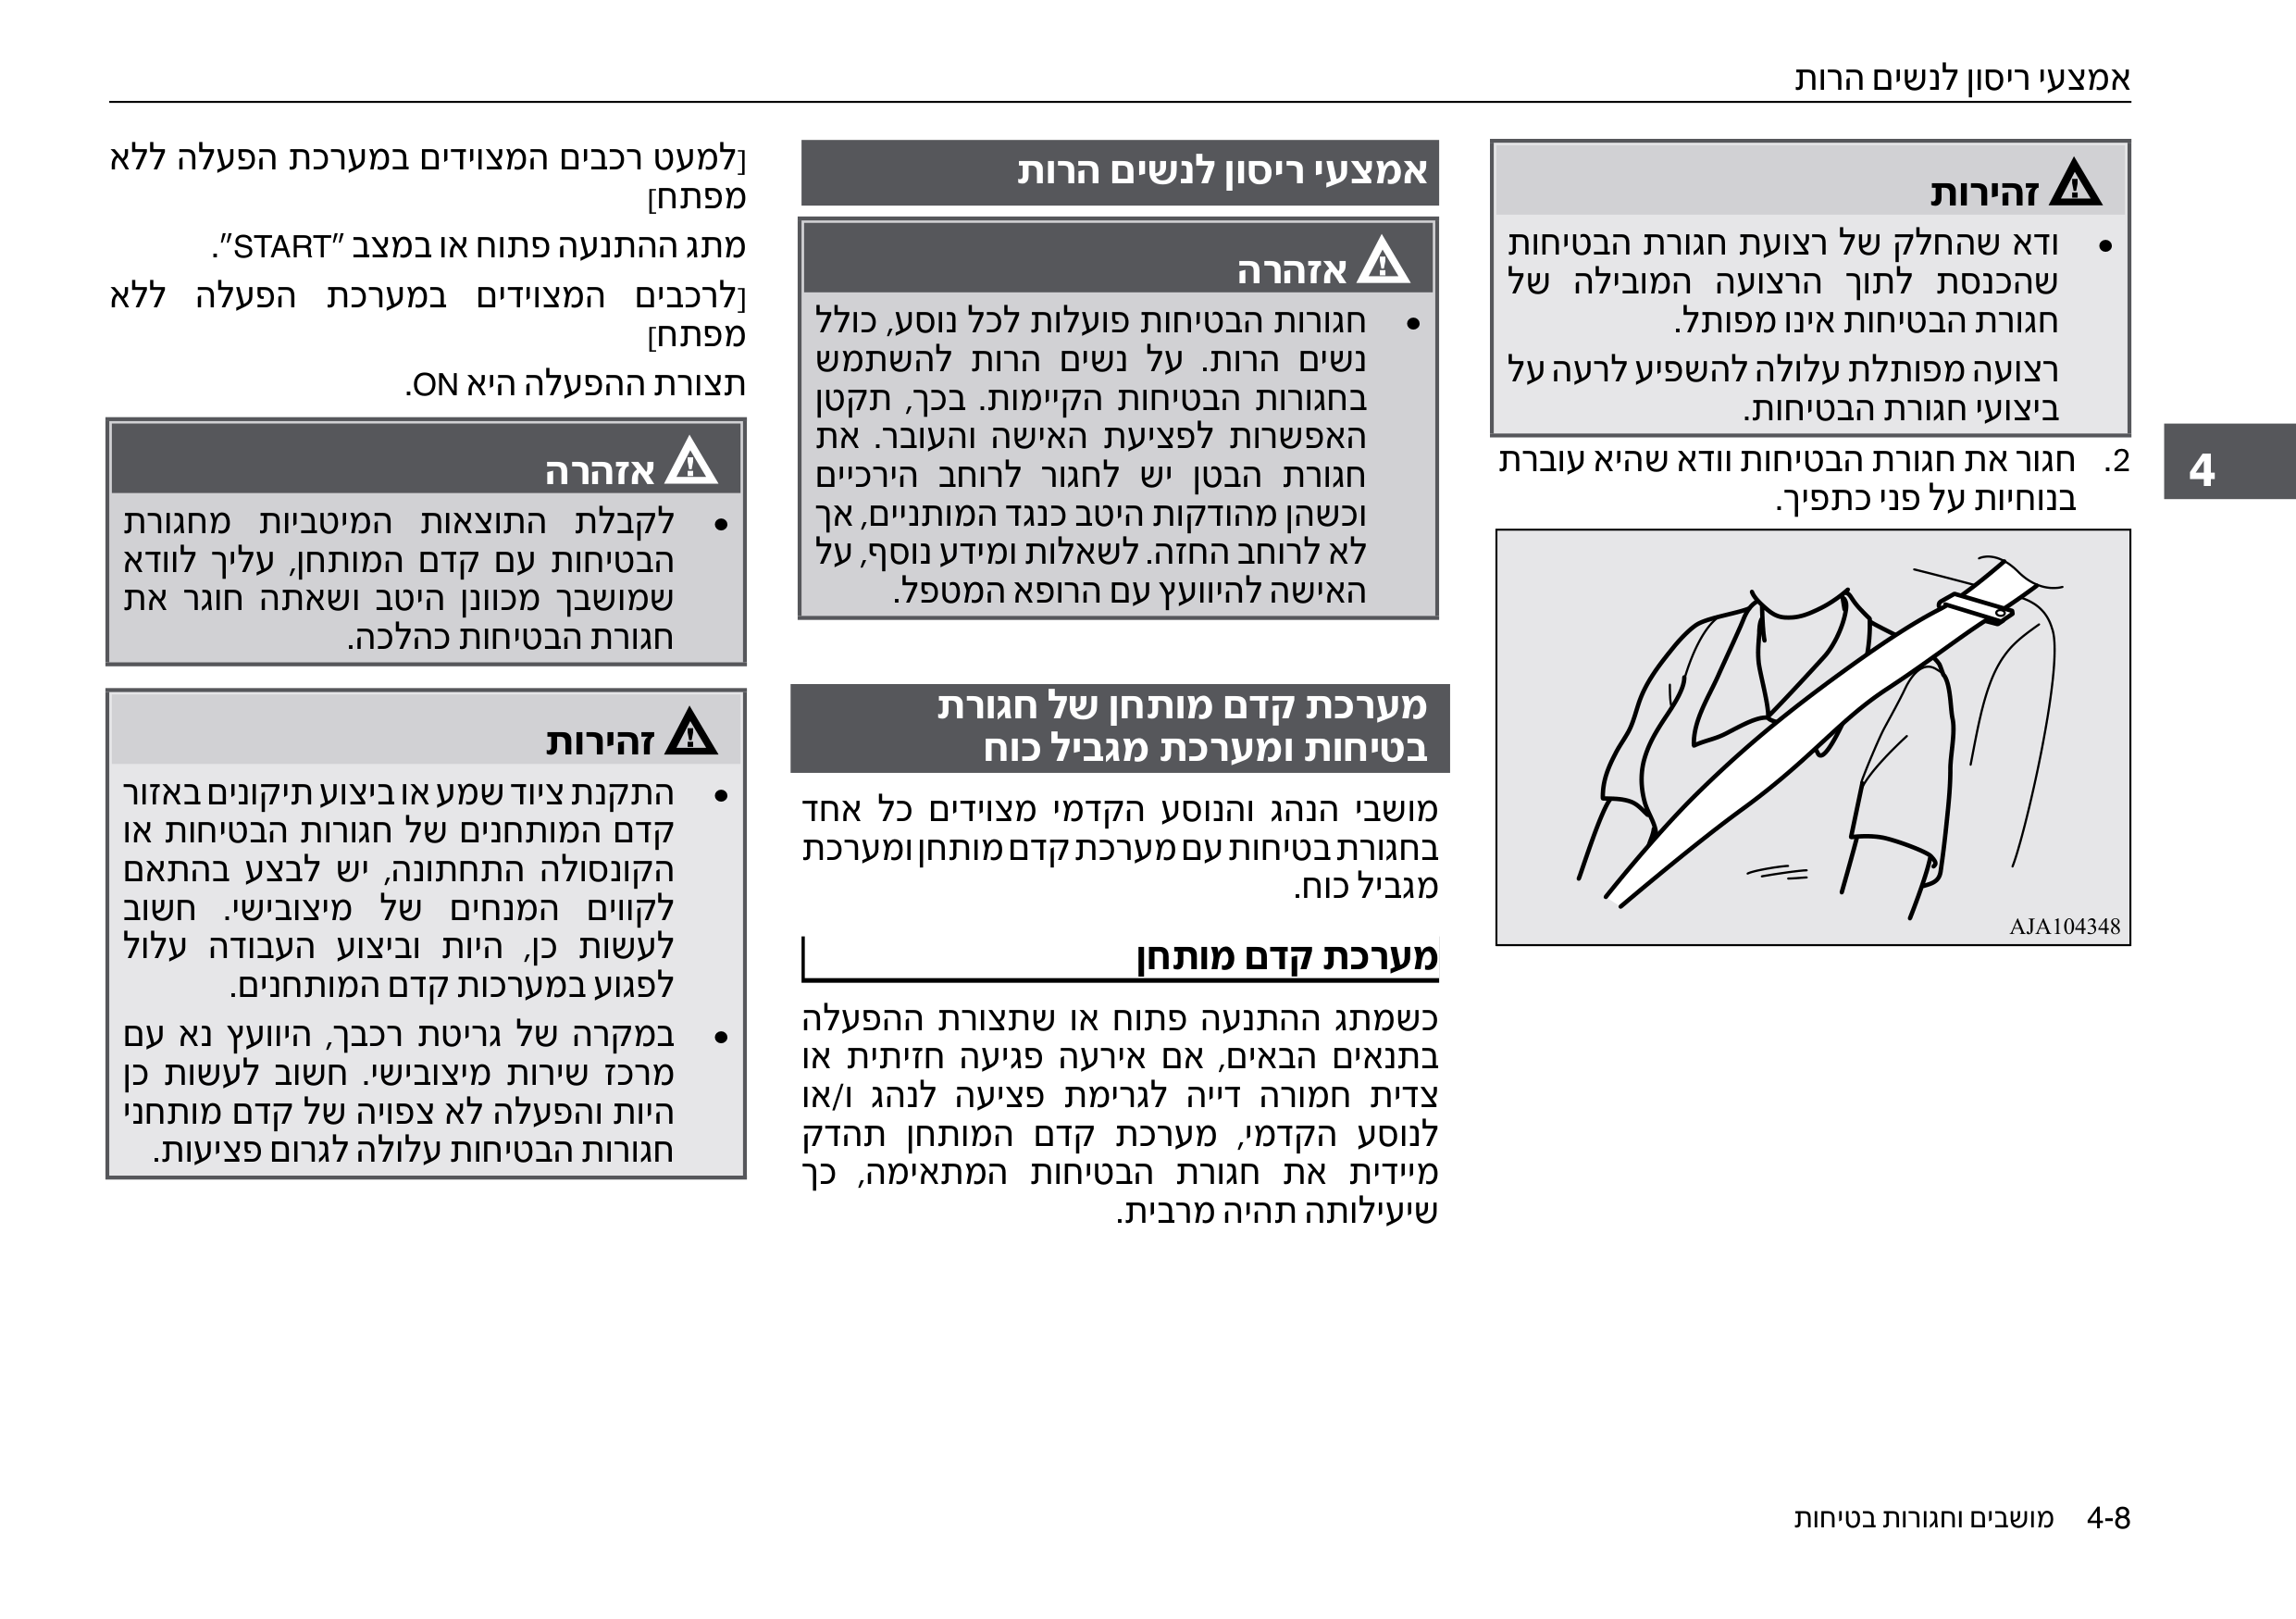 אמצעי ריסון לנשים הרות
זהירות
• ודא שהחלק של רצועת חגורת הבטיחות
שהכנסת לתוך הרצועה המובילה של
חגורת הבטיחות אינו מפותל.
רצועה מפותלת עלולה להשפיע לרעה על
ביצועי חגורת הבטיחות.
2. חגור את חגורת הבטיחות וודא שהיא עוברת
בנוחיות על פני כתפיך.
AJA104348
4
אמצעי ריסון לנשים הרות
אזהרה
• חגורות הבטיחות פועלות לכל נוסע, כולל
נשים הרות. על נשים הרות להשתמש
בחגורות הבטיחות הקיימות. בכך, תקטן
האפשרות לפציעת האישה והעובר. את
חגורת הבטן יש לחגור לרוחב הירכיים
וכשהן מהודקות היטב כנגד המותניים, אך
לא לרוחב החזה. לשאלות ומידע נוסף, על
האישה להיוועץ עם הרופא המטפל.
מערכת קדם מותחן של חגורת
בטיחות ומערכת מגביל כוח
מושבי הנהג והנוסע הקדמי מצוידים כל אחד
בחגורת בטיחות עם מערכת קדם מותחן ומערכת
מגביל כוח.
מערכת קדם מותחן
כשמתג ההתנעה פתוח או שתצורת ההפעלה
בתנאים הבאים, אם אירעה פגיעה חזיתית או
צדית חמורה דייה לגרימת פציעה לנהג ו/או
לנוסע הקדמי, מערכת קדם המותחן תהדק
מיידית את חגורת הבטיחות המתאימה, כך
שיעילותה תהיה מרבית.
[למעט רכבים המצוידים במערכת הפעלה ללא
מפתח]
מתג ההתנעה פתוח או במצב "START".
[לרכבים המצוידים במערכת הפעלה ללא
מפתח]
תצורת ההפעלה היא ON.
אזהרה
• לקבלת התוצאות המיטביות מחגורת
הבטיחות עם קדם המותחן, עליך לוודא
שמושבך מכוונן היטב ושאתה חוגר את
חגורת הבטיחות כהלכה.
זהירות
• התקנת ציוד שמע או ביצוע תיקונים באזור
קדם המותחנים של חגורות הבטיחות או
הקונסולה התחתונה, יש לבצע בהתאם
לקווים המנחים של מיצובישי. חשוב
לעשות כן, היות וביצוע העבודה עלול
לפגוע במערכות קדם המותחנים.
• במקרה של גריטת רכבך, היוועץ נא עם
מרכז שירות מיצובישי. חשוב לעשות כן
היות והפעלה לא צפויה של קדם מותחני
חגורות הבטיחות עלולה לגרום פציעות.
4-8 מושבים וחגורות בטיחות